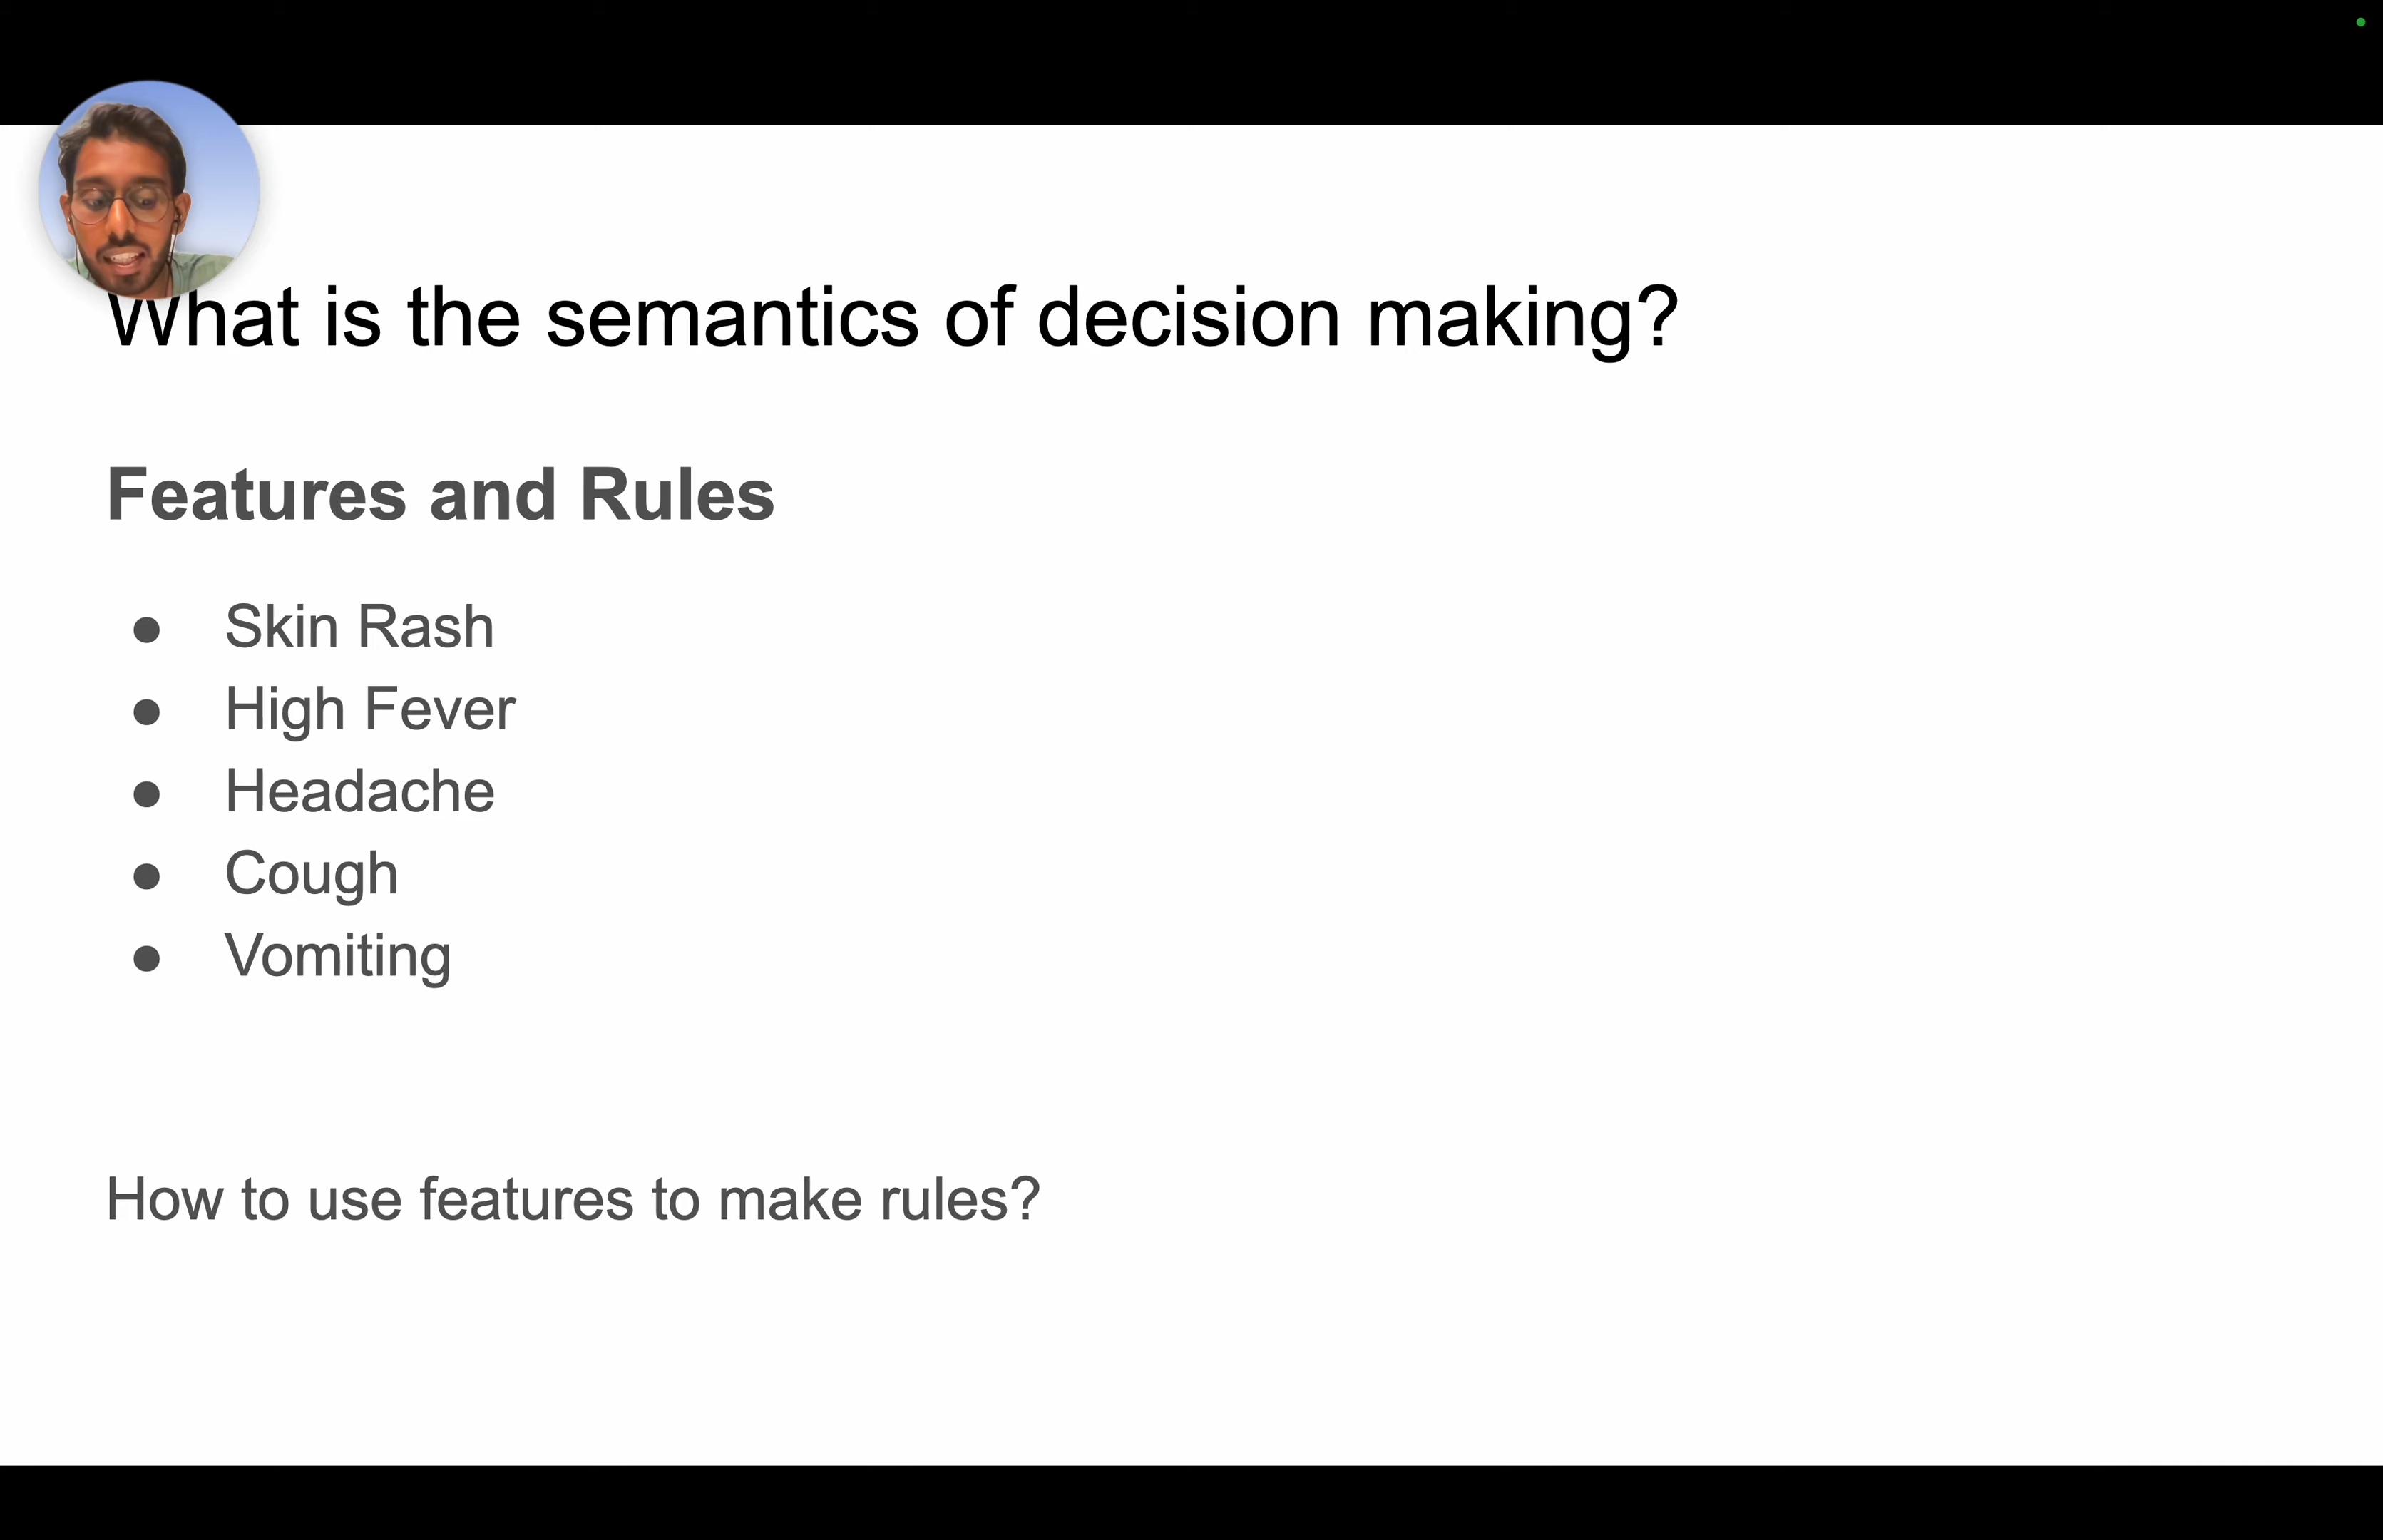 What is the semantics of decision making?
Features and Rules
● Skin Rash
● High Fever
● Headache
● Cough
● Vomiting
How to use features to make rules?